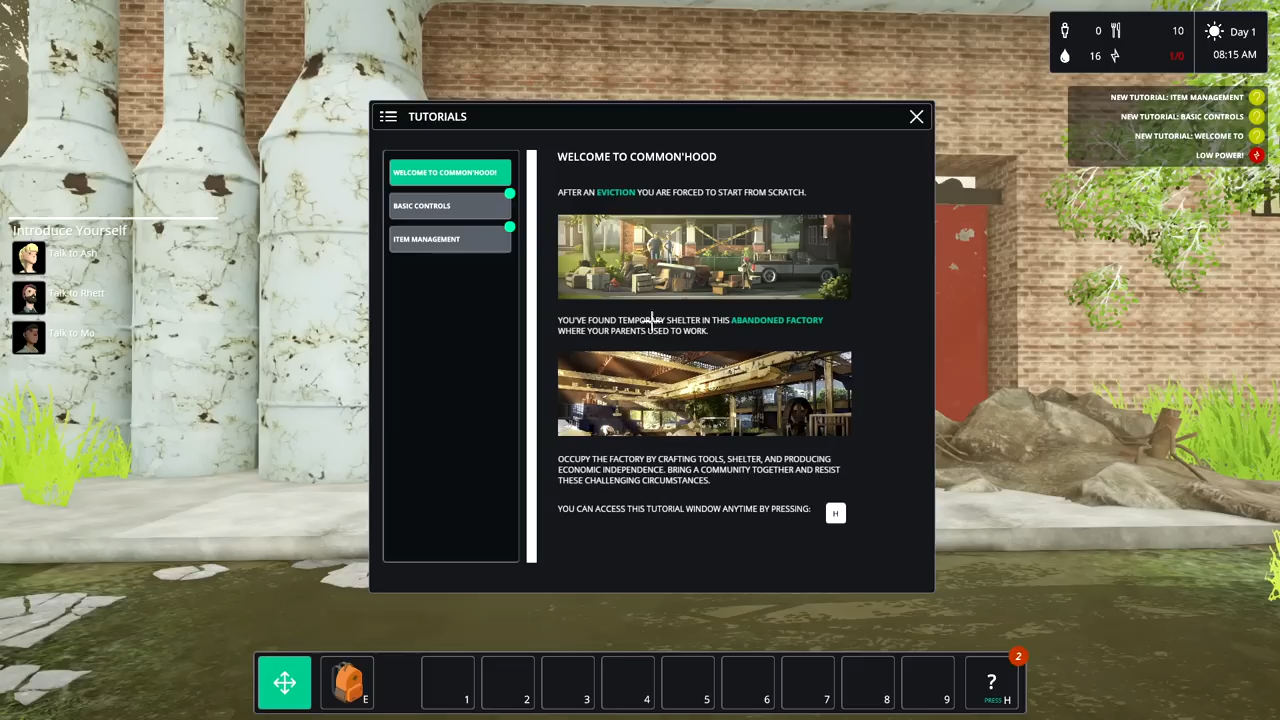 0
10
Day 1
16
1/0
08:15 AM
NEW TUTORIAL: ITEM MANAGEMENT
NEW TUTORIAL: BASIC CONTROLS
NEW TUTORIAL: WELCOME TO
LOW POWER!
TUTORIALS
WELCOME TO COMMON'HOOD!
BASIC CONTROLS
ITEM MANAGEMENT
WELCOME TO COMMON'HOOD
AFTER AN EVICTION YOU ARE FORCED TO START FROM SCRATCH.
YOU'VE FOUND TEMPORARY SHELTER IN THIS ABANDONED FACTORY
WHERE YOUR PARENTS USED TO WORK.
OCCUPY THE FACTORY BY CRAFTING TOOLS, SHELTER, AND PRODUCING
ECONOMIC INDEPENDENCE. BRING A COMMUNITY TOGETHER AND RESIST
THESE CHALLENGING CIRCUMSTANCES.
YOU CAN ACCESS THIS TUTORIAL WINDOW ANYTIME BY PRESSING: H
Introduce Yourself
Talk to Ash
Talk to Rhett
Talk to Mo
E
1
2
3
4
5
6
7
8
9
?
PRESS H
2